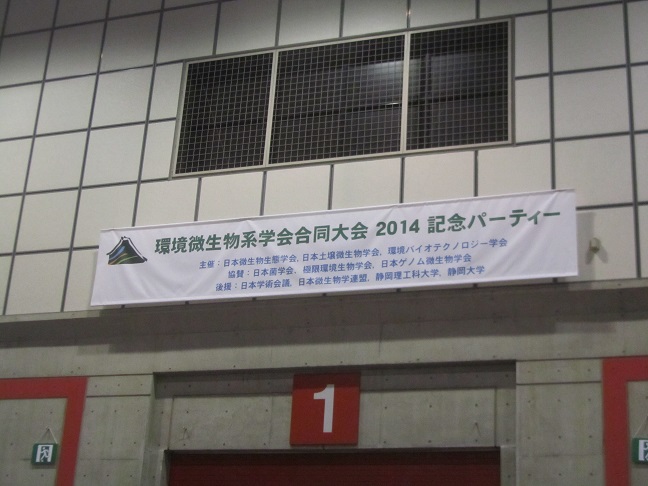 環境微生物系学会合同大会 2014 記念パーティー
主催：日本微生物生態学会, 日本土壌微生物学会, 環境バイオテクノロジー学会
協賛：日本菌学会, 極限環境生物学会, 日本ゲノム微生物学会
後援：日本学術会議, 日本微生物学連盟, 静岡理工科大学, 静岡大学
1